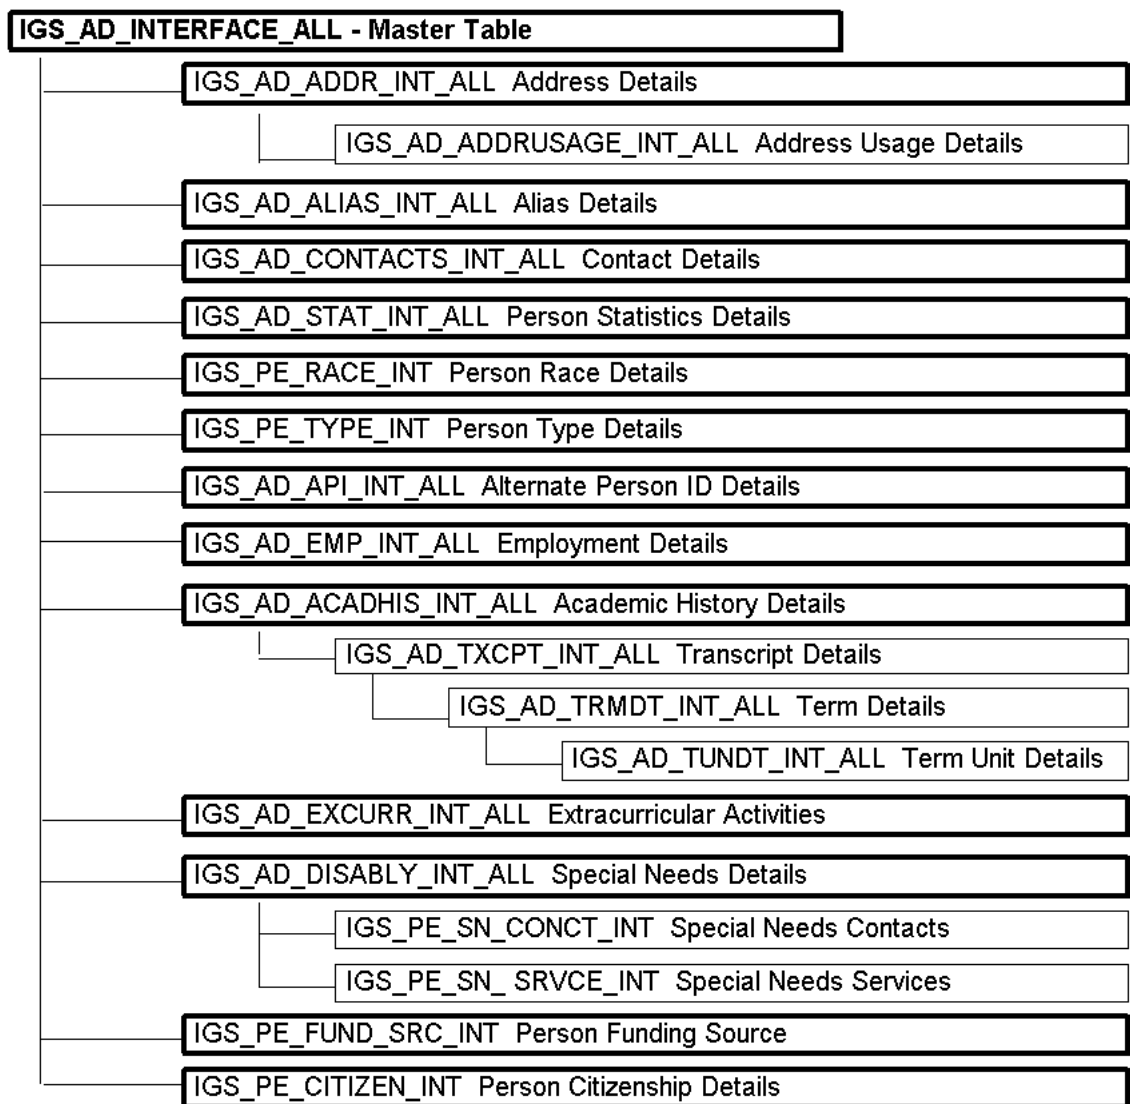 IGS_AD_INTERFACE_ALL - Master Table
IGS_AD_ADDR_INT_ALL Address Details
IGS_AD_ADDRUSAGE_INT_ALL Address Usage Details
IGS_AD_ALIAS_INT_ALL Alias Details
IGS_AD_CONTACTS_INT_ALL Contact Details
IGS_AD_STAT_INT_ALL Person Statistics Details
IGS_PE_RACE_INT Person Race Details
IGS_PE_TYPE_INT Person Type Details
IGS_AD_API_INT_ALL Alternate Person ID Details
IGS_AD_EMP_INT_ALL Employment Details
IGS_AD_ACADHIS_INT_ALL Academic History Details
IGS_AD_TXCPT_INT_ALL Transcript Details
IGS_AD_TRMDT_INT_ALL Term Details
IGS_AD_TUNDT_INT_ALL Term Unit Details
IGS_AD_EXCURR_INT_ALL Extracurricular Activities
IGS_AD_DISABLY_INT_ALL Special Needs Details
IGS_PE_SN_CONCT_INT Special Needs Contacts
IGS_PE_SN_ SRVCE_INT Special Needs Services
IGS_PE_FUND_SRC_INT Person Funding Source
IGS_PE_CITIZEN_INT Person Citizenship Details